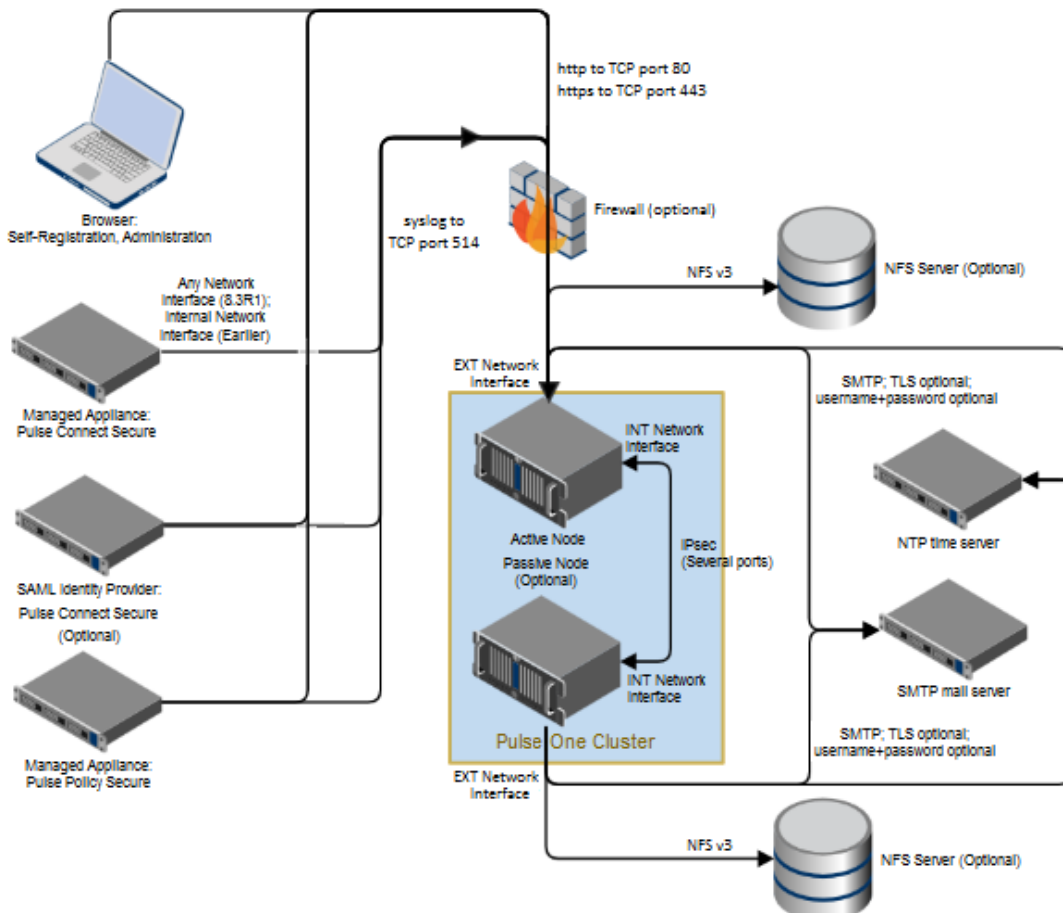 http to TCP port 80
https to TCP port 443
Browser:
Self-Registration, Administration
syslog to
TCP port 514
Firewall (optional)
NFS v3
NFS Server (Optional)
Any Network
Interface (8.3R1);
Internal Network
Interface (Earlier)
Managed Appliance:
Pulse Connect Secure
EXT Network
Interface
SMTP; TLS optional;
username+password optional
INT Network
Interface
Active Node
Passive Node
(Optional)
IPsec
(Several ports)
NTP time server
SAML Identity Provider:
Pulse Connect Secure
(Optional)
INT Network
Interface
SMTP mail server
Managed Appliance:
Pulse Policy Secure
Pulse One Cluster
SMTP; TLS optional;
username+password optional
EXT Network
Interface
NFS v3
NFS Server (Optional)